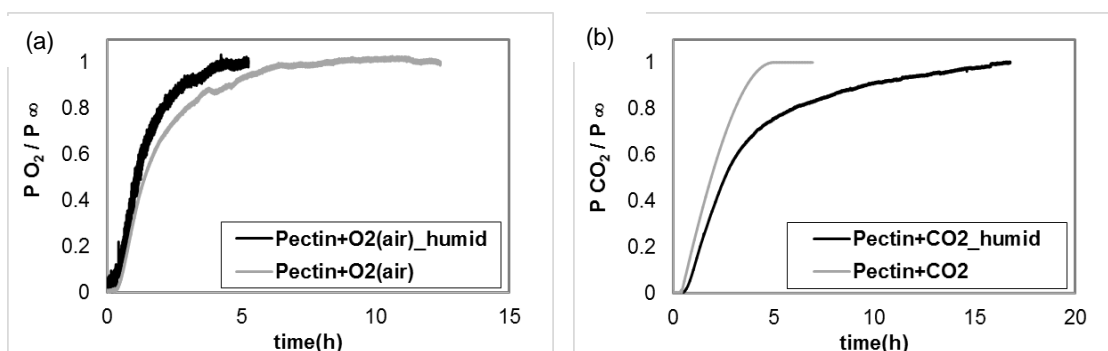 (a)
P O₂ / P ∞
1
0.8
0.6
0.4
0.2
0
0 5 10 15
time(h)
Pectin+O2(air)_humid
Pectin+O2(air)
(b)
P CO₂ / P ∞
1
0.8
0.6
0.4
0.2
0
0 5 10 15 20
time(h)
Pectin+CO2_humid
Pectin+CO2